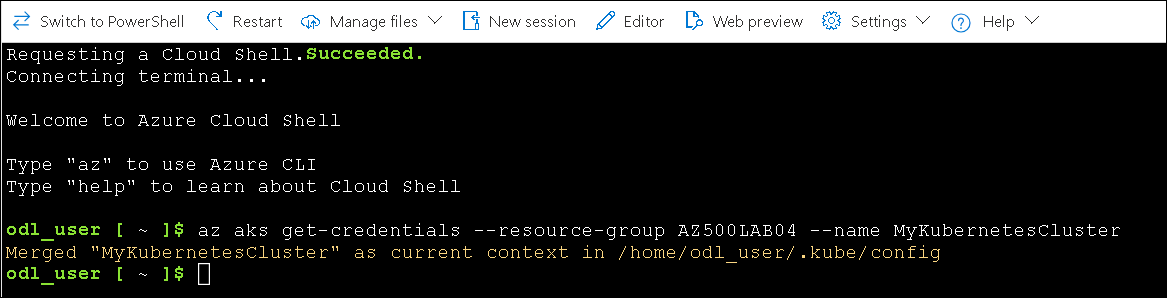 Switch to PowerShell Restart Manage files New session Editor Web preview Settings Help
Requesting a Cloud Shell.Succeeded.
Connecting terminal...
Welcome to Azure Cloud Shell
Type "az" to use Azure CLI
Type "help" to learn about Cloud Shell
odl_user [ ~ ]$ az aks get-credentials --resource-group AZ500LAB04 --name MyKubernetesCluster
Merged "MyKubernetesCluster" as current context in /home/odl_user/.kube/config
odl_user [ ~ ]$